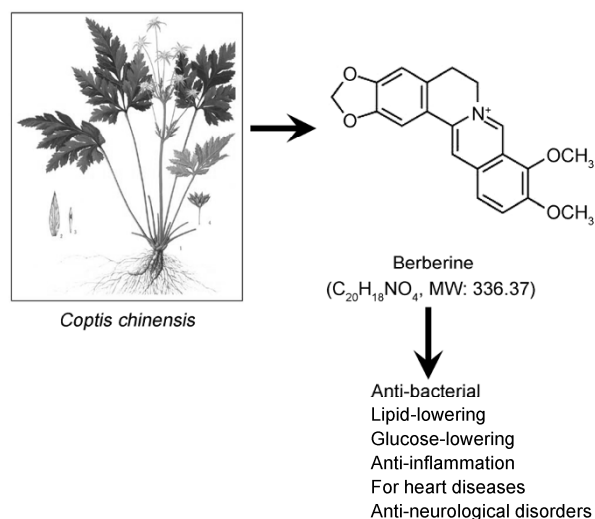 O
O
N+
OCH3
OCH3
Coptis chinensis
Berberine
(C20H18NO4, MW: 336.37)
Anti-bacterial
Lipid-lowering
Glucose-lowering
Anti-inflammation
For heart diseases
Anti-neurological disorders